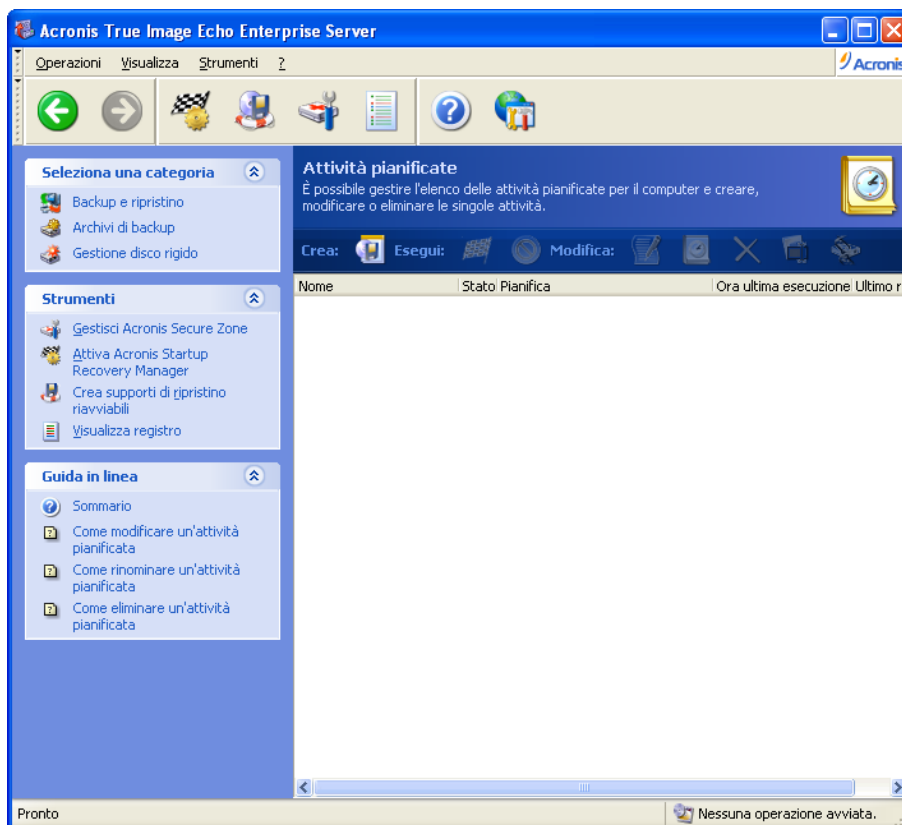 Acronis True Image Echo Enterprise Server
Operazioni Visualizza Strumenti ?
Acronis
Seleziona una categoria
Backup e ripristino
Archivi di backup
Gestione disco rigido
Strumenti
Gestisci Acronis Secure Zone
Attiva Acronis Startup
Recovery Manager
Crea supporti di ripristino
riavviabili
Visualizza registro
Guida in linea
Sommario
Come modificare un'attività
pianificata
Come rinominare un'attività
pianificata
Come eliminare un'attività
pianificata
Attività pianificate
È possibile gestire l'elenco delle attività pianificate per il computer e creare,
modificare o eliminare le singole attività.
Crea: Esegui: Modifica:
Nome Stato Pianifica Ora ultima esecuzione Ultimo r
Pronto
Nessuna operazione avviata.